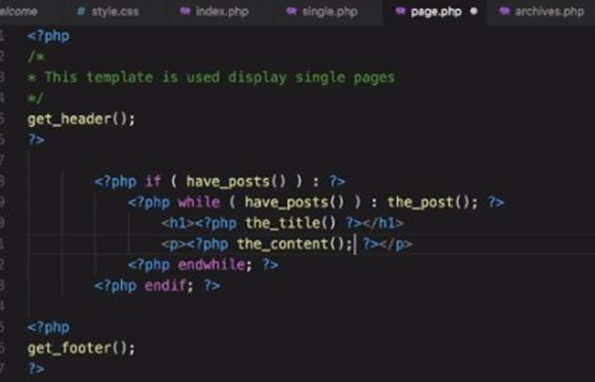 elcome # style.css index.php single.php page.php archives.php
<?php
/*
* This template is used display single pages
*/
get_header();
?>
<?php if ( have_posts() ) : ?>
<?php while ( have_posts() ) : the_post(); ?>
<h1><?php the_title() ?></h1>
<p><?php the_content(); ?></p>
<?php endwhile; ?>
<?php endif; ?>
<?php
get_footer();
?>